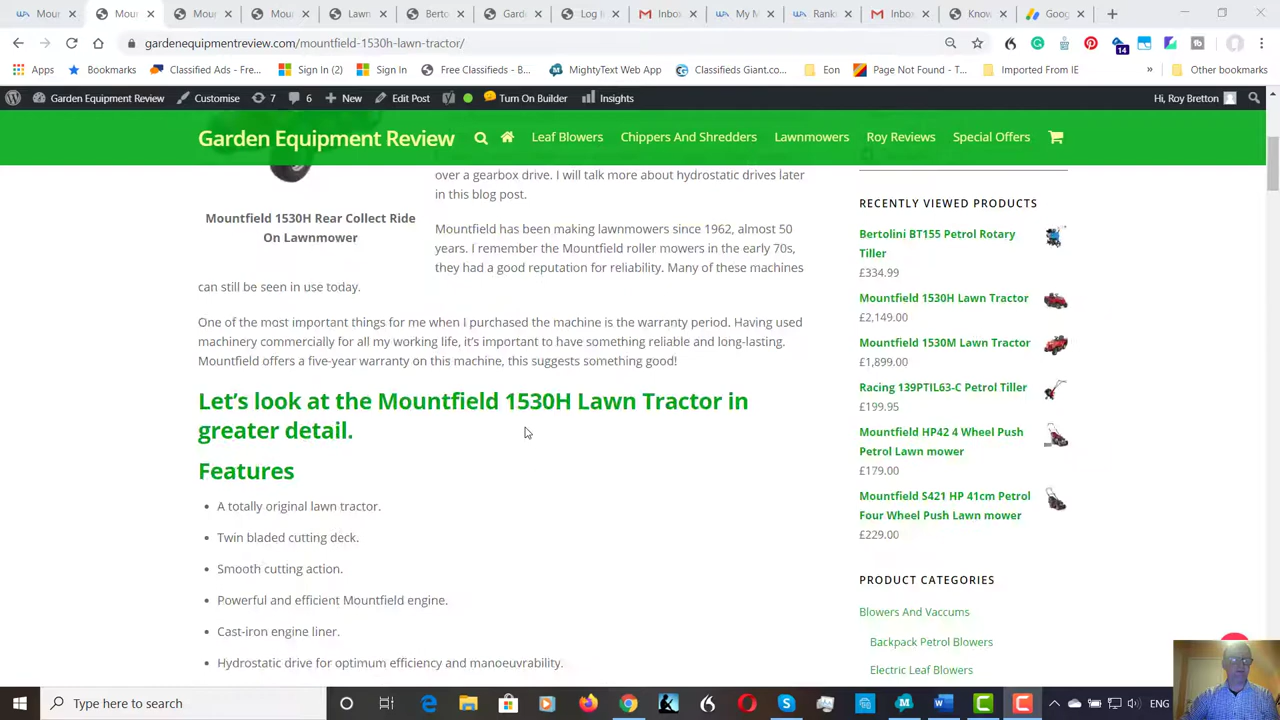 Mour
Mour
Mour
Mour
Lawn
Berto
Garde
Log I
Inbox
My M
Rank
Inbox
Know
Goog
gardenequipmentreview.com/mountfield-1530h-lawn-tractor/
14
Apps
Bookmarks
Classified Ads - Fre...
Sign In (2)
Sign In
Free Classifieds - B...
MightyText Web App
Classifieds Giant.co...
Eon
Page Not Found - T...
Imported From IE
»
Other bookmarks
Garden Equipment Review
Customise
7
6
New
Edit Post
Turn On Builder
Insights
Hi, Roy Bretton
Garden Equipment Review
Leaf Blowers
Chippers And Shredders
Lawnmowers
Roy Reviews
Special Offers
over a gearbox drive. I will talk more about hydrostatic drives later
in this blog post.
Mountfield 1530H Rear Collect Ride
On Lawnmower
Mountfield has been making lawnmowers since 1962, almost 50
years. I remember the Mountfield roller mowers in the early 70s,
they had a good reputation for reliability. Many of these machines
can still be seen in use today.
One of the most important things for me when I purchased the machine is the warranty period. Having used
machinery commercially for all my working life, it's important to have something reliable and long-lasting.
Mountfield offers a five-year warranty on this machine, this suggests something good!
Let's look at the Mountfield 1530H Lawn Tractor in
greater detail.
Features
• A totally original lawn tractor.
• Twin bladed cutting deck.
• Smooth cutting action.
• Powerful and efficient Mountfield engine.
• Cast-iron engine liner.
• Hydrostatic drive for optimum efficiency and manoeuvrability.
RECENTLY VIEWED PRODUCTS
Bertolini BT155 Petrol Rotary
Tiller
£334.99
Mountfield 1530H Lawn Tractor
£2,149.00
Mountfield 1530M Lawn Tractor
£1,899.00
Racing 139PTIL63-C Petrol Tiller
£199.95
Mountfield HP42 4 Wheel Push
Petrol Lawn mower
£179.00
Mountfield S421 HP 41cm Petrol
Four Wheel Push Lawn mower
£229.00
PRODUCT CATEGORIES
Blowers And Vaccums
Backpack Petrol Blowers
Electric Leaf Blowers
Type here to search
ENG